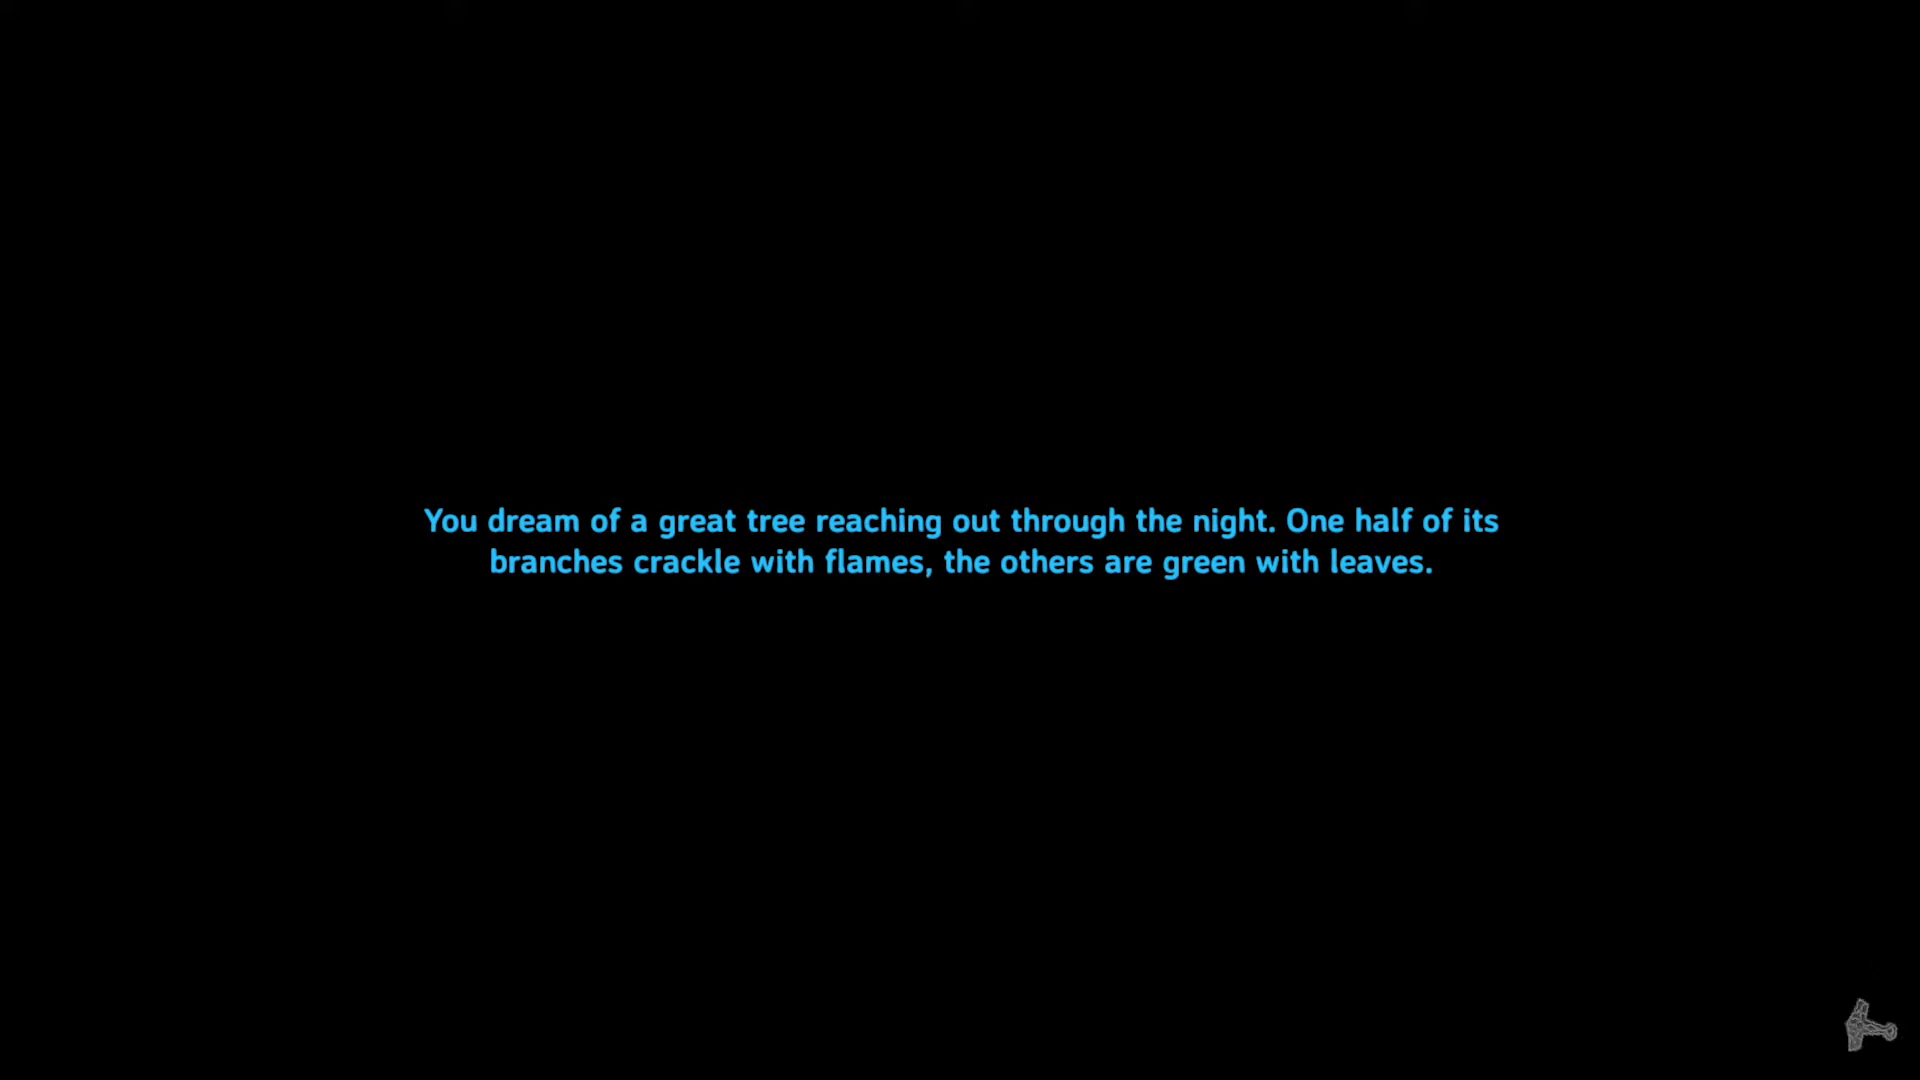 You dream of a great tree reaching out through the night. One half of its
branches crackle with flames, the others are green with leaves.